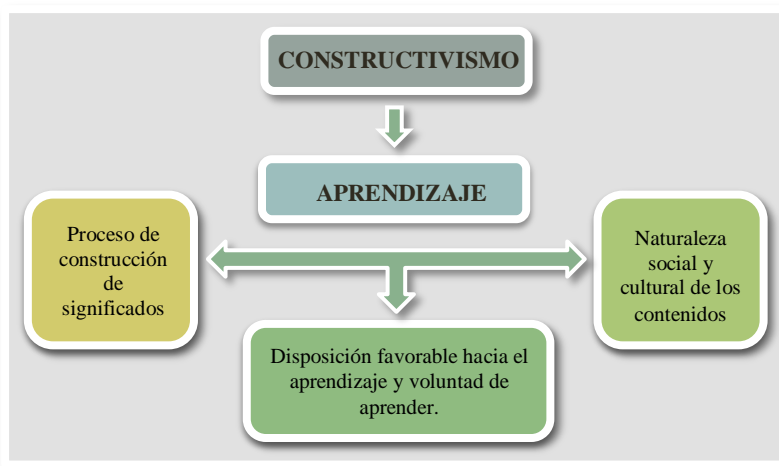 CONSTRUCTIVISMO
APRENDIZAJE
Proceso de
construcción
de
significados
Naturaleza
social y
cultural de los
contenidos
Disposición favorable hacia el
aprendizaje y voluntad de
aprender.